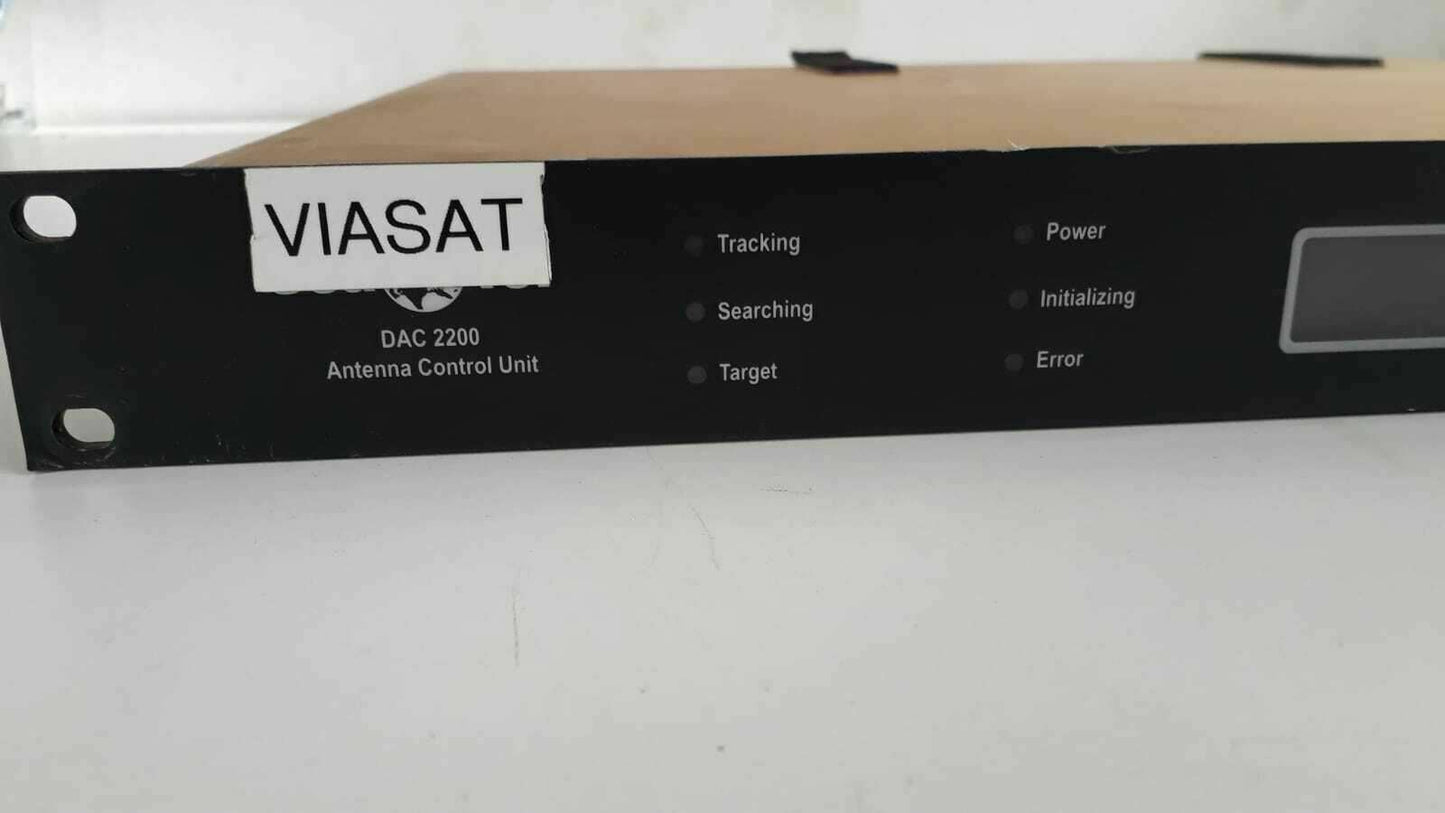 VIASAT
DAC 2200
Antenna Control Unit
Tracking
Searching
Target
Power
Initializing
Error